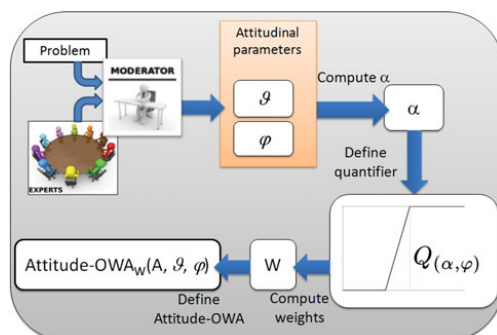 Problem
MODERATOR
EXPERTS
Attitudinal
parameters
ϑ
φ
Compute α
α
Define
quantifier
Q(α,φ)
Compute
weights
W
Define
Attitude-OWA
Attitude-OWAW(A, ϑ, φ)